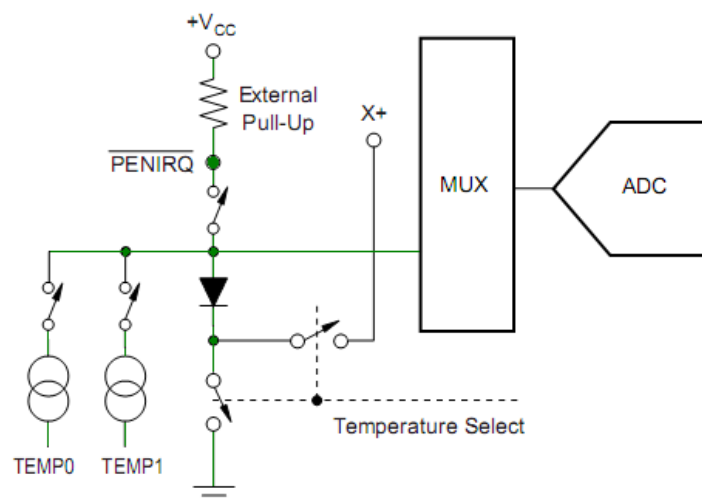 +VCC
External
Pull-Up
X+
PENIRQ
MUX
ADC
Temperature Select
TEMP0
TEMP1